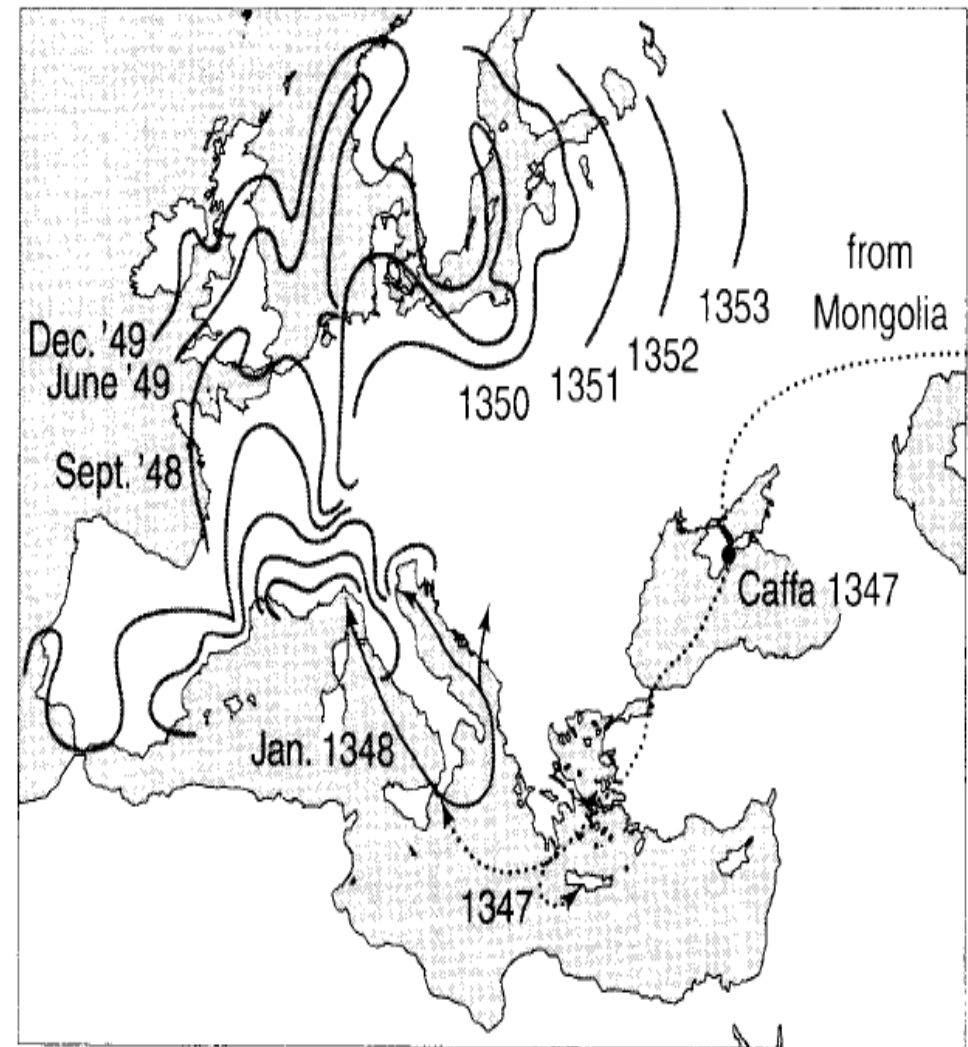 from
Mongolia
1353
1352
1351
1350
Dec. '49
June '49
Sept. '48
Caffa 1347
Jan. 1348
1347